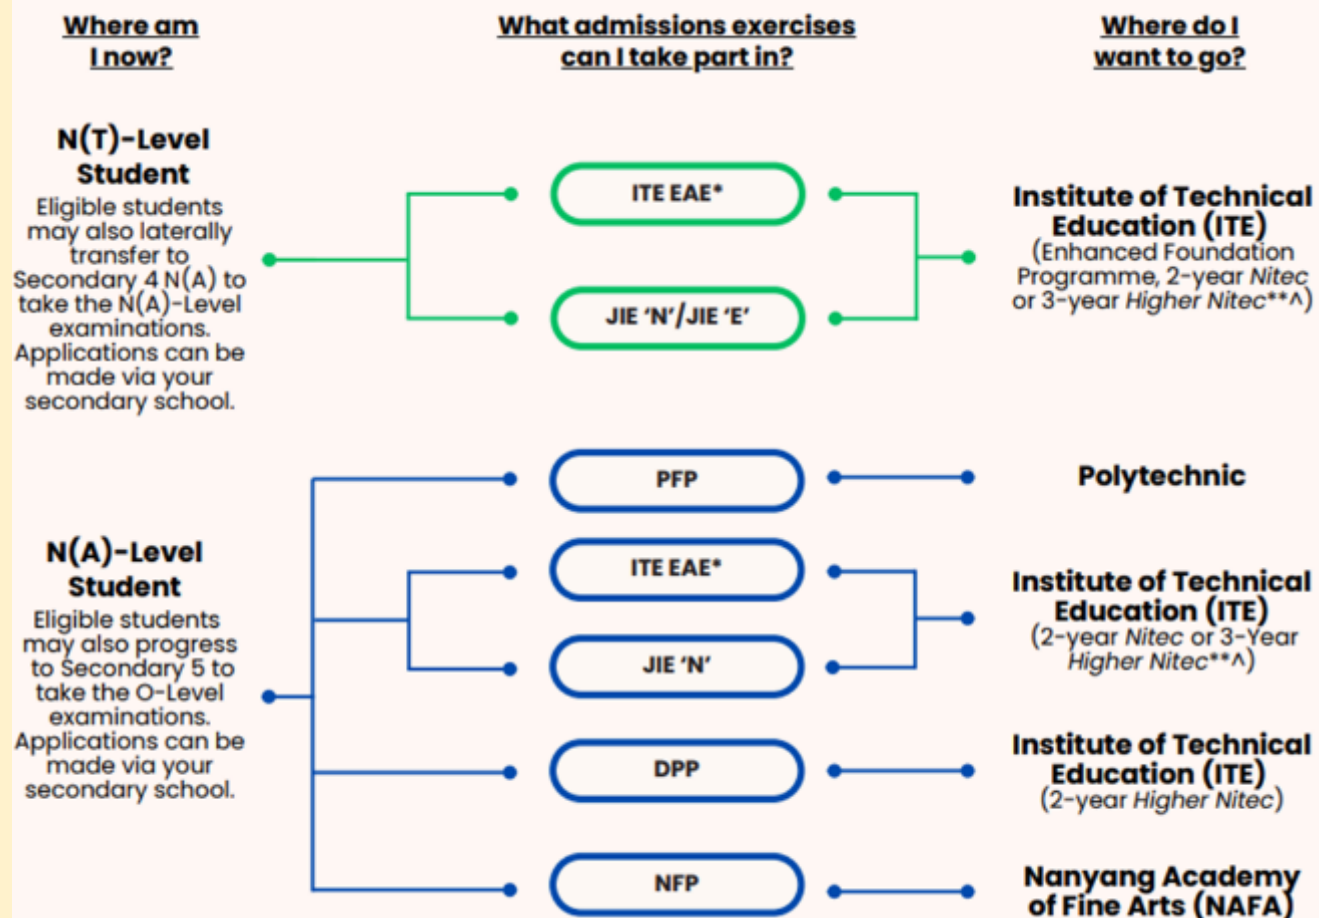 Where am
I now?
What admissions exercises
can I take part in?
Where do I
want to go?
N(T)-Level
Student
Eligible students
may also laterally
transfer to
Secondary 4 N(A) to
take the N(A)-Level
examinations.
Applications can be
made via your
secondary school.
ITE EAE*
JIE ‘N’/JIE ‘E’
Institute of Technical
Education (ITE)
(Enhanced Foundation
Programme, 2-year Nitec
or 3-year Higher Nitec**^)
N(A)-Level
Student
Eligible students
may also progress
to Secondary 5 to
take the O-Level
examinations.
Applications can be
made via your
secondary school.
PFP
Polytechnic
ITE EAE*
JIE ‘N’
Institute of Technical
Education (ITE)
(2-year Nitec or 3-Year
Higher Nitec**^)
DPP
Institute of Technical
Education (ITE)
(2-year Higher Nitec)
NFP
Nanyang Academy
of Fine Arts (NAFA)